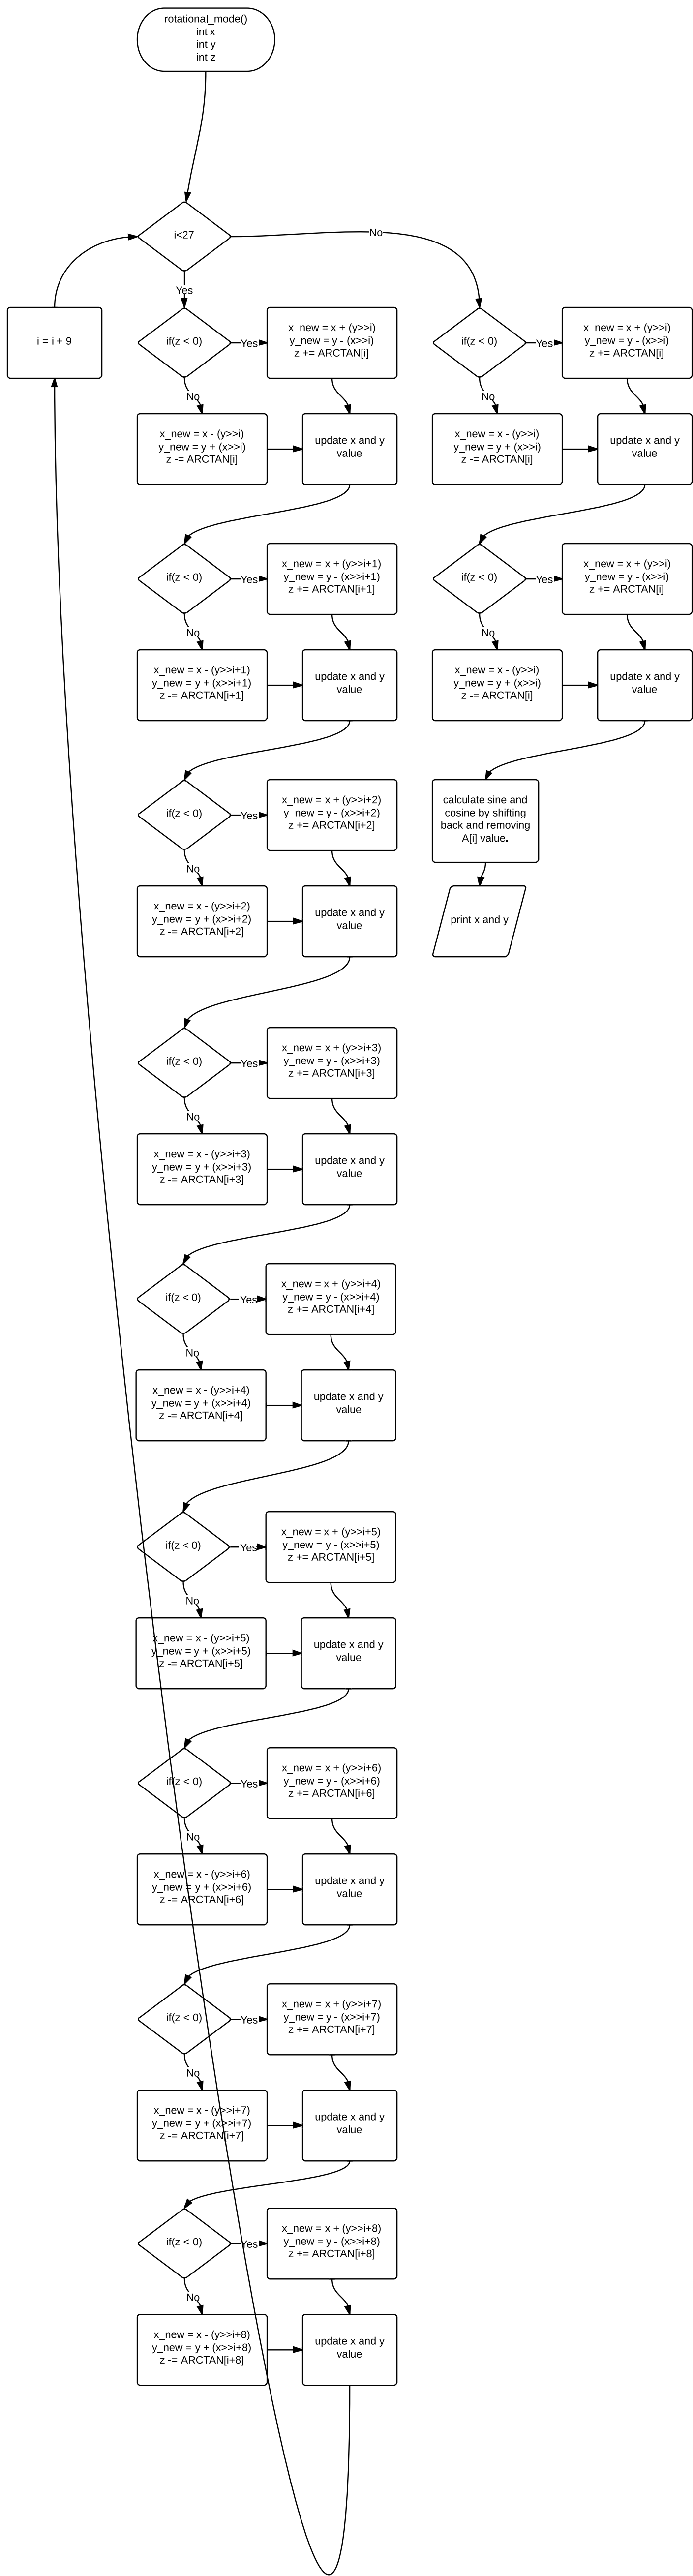 rotational_mode()
int x
int y
int z
i<27
No
Yes
i = i + 9
if(z < 0)
Yes
x_new = x + (y>>i)
y_new = y - (x>>i)
z += ARCTAN[i]
No
x_new = x - (y>>i)
y_new = y + (x>>i)
z -= ARCTAN[i]
update x and y
value
if(z < 0)
Yes
x_new = x + (y>>i+1)
y_new = y - (x>>i+1)
z += ARCTAN[i+1]
No
x_new = x - (y>>i+1)
y_new = y + (x>>i+1)
z -= ARCTAN[i+1]
update x and y
value
if(z < 0)
Yes
x_new = x + (y>>i+2)
y_new = y - (x>>i+2)
z += ARCTAN[i+2]
No
x_new = x - (y>>i+2)
y_new = y + (x>>i+2)
z -= ARCTAN[i+2]
update x and y
value
if(z < 0)
Yes
x_new = x + (y>>i+3)
y_new = y - (x>>i+3)
z += ARCTAN[i+3]
No
x_new = x - (y>>i+3)
y_new = y + (x>>i+3)
z -= ARCTAN[i+3]
update x and y
value
if(z < 0)
Yes
x_new = x + (y>>i+4)
y_new = y - (x>>i+4)
z += ARCTAN[i+4]
No
x_new = x - (y>>i+4)
y_new = y + (x>>i+4)
z -= ARCTAN[i+4]
update x and y
value
if(z < 0)
Yes
x_new = x + (y>>i+5)
y_new = y - (x>>i+5)
z += ARCTAN[i+5]
No
x_new = x - (y>>i+5)
y_new = y + (x>>i+5)
z -= ARCTAN[i+5]
update x and y
value
if(z < 0)
Yes
x_new = x + (y>>i+6)
y_new = y - (x>>i+6)
z += ARCTAN[i+6]
No
x_new = x - (y>>i+6)
y_new = y + (x>>i+6)
z -= ARCTAN[i+6]
update x and y
value
if(z < 0)
Yes
x_new = x + (y>>i+7)
y_new = y - (x>>i+7)
z += ARCTAN[i+7]
No
x_new = x - (y>>i+7)
y_new = y + (x>>i+7)
z -= ARCTAN[i+7]
update x and y
value
if(z < 0)
Yes
x_new = x + (y>>i+8)
y_new = y - (x>>i+8)
z += ARCTAN[i+8]
No
x_new = x - (y>>i+8)
y_new = y + (x>>i+8)
z -= ARCTAN[i+8]
update x and y
value
if(z < 0)
Yes
x_new = x + (y>>i)
y_new = y - (x>>i)
z += ARCTAN[i]
No
x_new = x - (y>>i)
y_new = y + (x>>i)
z -= ARCTAN[i]
update x and y
value
if(z < 0)
Yes
x_new = x + (y>>i)
y_new = y - (x>>i)
z += ARCTAN[i]
No
x_new = x - (y>>i)
y_new = y + (x>>i)
z -= ARCTAN[i]
update x and y
value
calculate sine and
cosine by shifting
back and removing
A[i] value.
print x and y